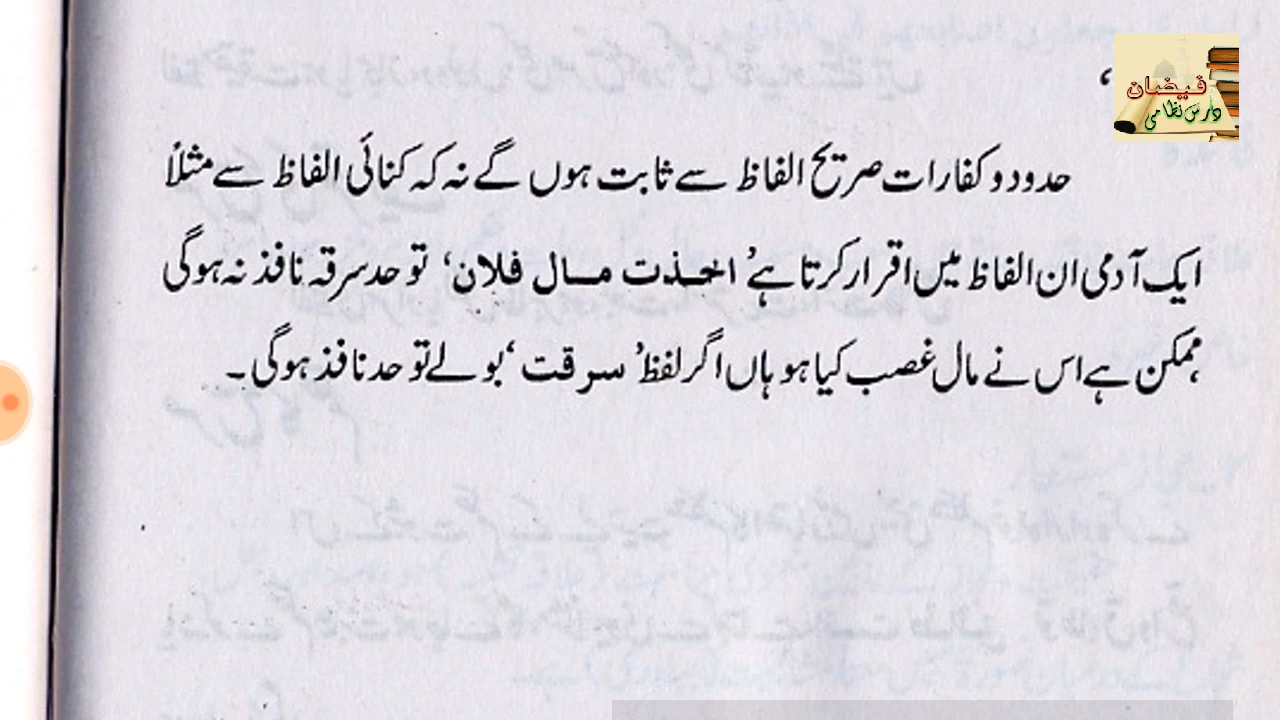 فیضان
درس نظامی
،
حدود و کفارات صریح الفاظ سے ثابت ہوں گے نہ کہ کنائی الفاظ سے مثلاً
ایک آدمی ان الفاظ میں اقرار کرتا ہے’ اخذت مال فلان‘ تو حد سرقہ نافذ نہ ہوگی
ممکن ہے اس نے مال غصب کیا ہو ہاں اگر لفظ’ سرقت ‘بولے تو حد نافذ ہوگی ۔